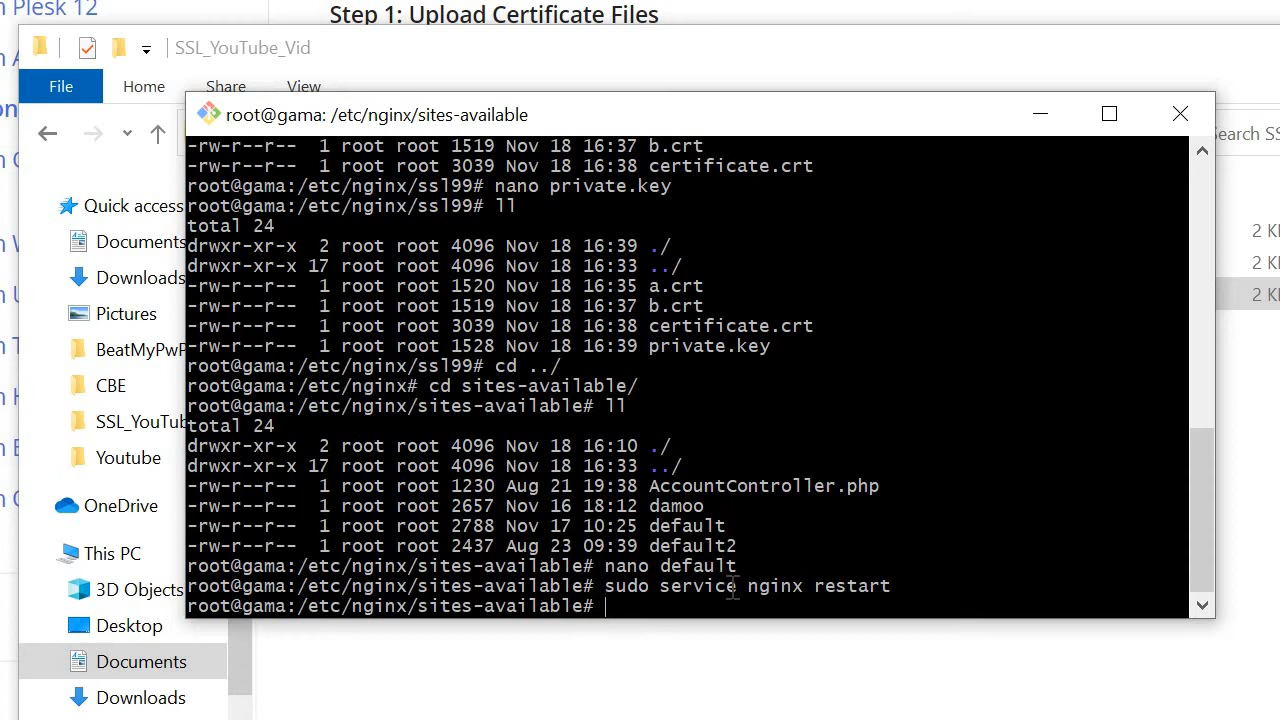 n Plesk 12
Step 1: Upload Certificate Files
SSL_YouTube_Vid
File Home Share View
root@gama: /etc/nginx/sites-available
-rw-r--r-- 1 root root 1519 Nov 18 16:37 b.crt
-rw-r--r-- 1 root root 3039 Nov 18 16:38 certificate.crt
root@gama:/etc/nginx/ssl99# nano private.key
root@gama:/etc/nginx/ssl99# ll
total 24
drwxr-xr-x 2 root root 4096 Nov 18 16:39 ./
drwxr-xr-x 17 root root 4096 Nov 18 16:33 ../
-rw-r--r-- 1 root root 1520 Nov 18 16:35 a.crt
-rw-r--r-- 1 root root 1519 Nov 18 16:37 b.crt
-rw-r--r-- 1 root root 3039 Nov 18 16:38 certificate.crt
-rw-r--r-- 1 root root 1528 Nov 18 16:39 private.key
root@gama:/etc/nginx/ssl99# cd ../
root@gama:/etc/nginx# cd sites-available/
root@gama:/etc/nginx/sites-available# ll
total 24
drwxr-xr-x 2 root root 4096 Nov 18 16:10 ./
drwxr-xr-x 17 root root 4096 Nov 18 16:33 ../
-rw-r--r-- 1 root root 1230 Aug 21 19:38 AccountController.php
-rw-r--r-- 1 root root 2657 Nov 16 18:12 damoo
-rw-r--r-- 1 root root 2788 Nov 17 10:25 default
-rw-r--r-- 1 root root 2437 Aug 23 09:39 default2
root@gama:/etc/nginx/sites-available# nano default
root@gama:/etc/nginx/sites-available# sudo service nginx restart
root@gama:/etc/nginx/sites-available#
Quick access
Documents
Downloads
Pictures
BeatMyPwP
CBE
SSL_YouTub
Youtube
OneDrive
This PC
3D Objects
Desktop
Documents
Downloads
earch SS
2 K
2 K
2 K